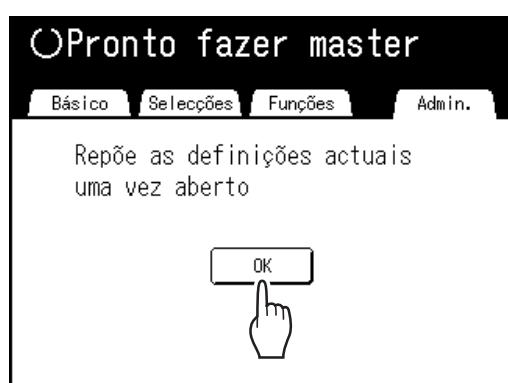 Pronto fazer master
Básico Selecções Funções Admin.
Repõe as definições actuais
uma vez aberto
OK